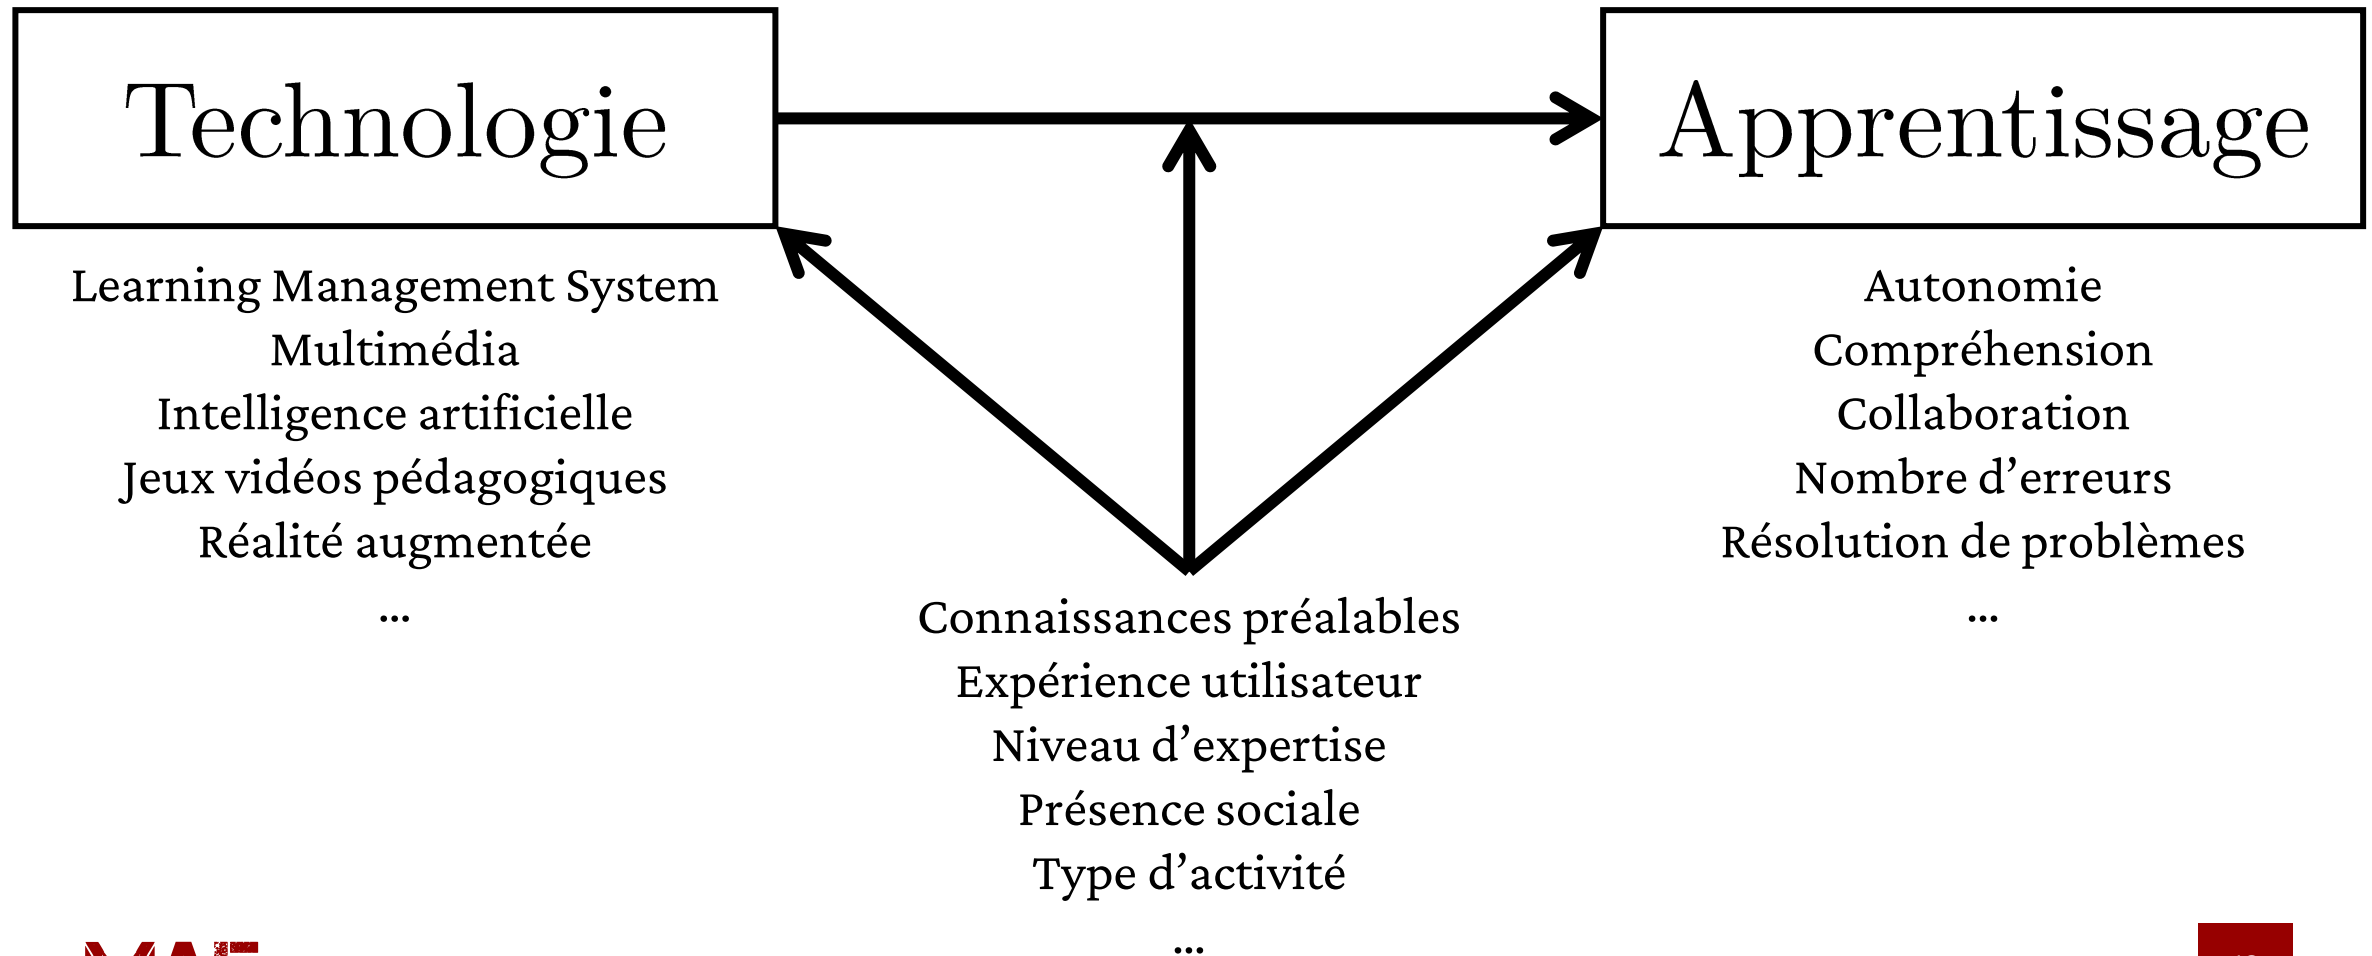 Technologie
Apprentissage
Learning Management System
Multimédia
Intelligence artificielle
Jeux vidéos pédagogiques
Réalité augmentée
...
Autonomie
Compréhension
Collaboration
Nombre d’erreurs
Résolution de problèmes
...
Connaissances préalables
Expérience utilisateur
Niveau d’expertise
Présence sociale
Type d’activité
...